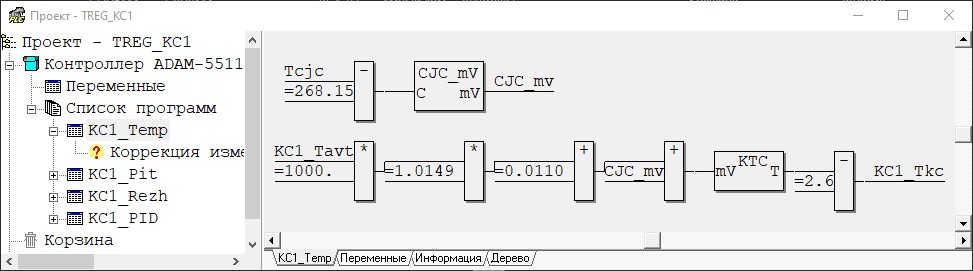 Проект - TREG_KC1
Проект - TREG_KC1
Контроллер ADAM-5511
Переменные
Список программ
KC1_Temp
Коррекция изме
KC1_Pit
KC1_Rezh
KC1_PID
Корзина
Tcjc
=268.15
-
CJC_mV
C mV
CJC_mv
KC1_Tavt
=1000.
*
=1.0149
*
=0.0110
+
CJC_mv
+
КТС
mV T
=2.6
-
KC1_Tkc
KC1_Temp Переменные Информация Дерево